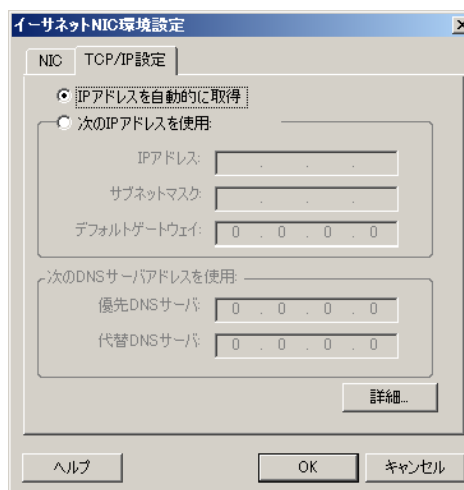 イーサネットNIC環境設定
NIC
TCP/IP設定
IPアドレスを自動的に取得
次のIPアドレスを使用:
IPアドレス: . . .
サブネットマスク: . . .
デフォルトゲートウェイ: 0 . 0 . 0 . 0
次のDNSサーバアドレスを使用:
優先DNSサーバ: 0 . 0 . 0 . 0
代替DNSサーバ: 0 . 0 . 0 . 0
詳細...
ヘルプ
OK
キャンセル